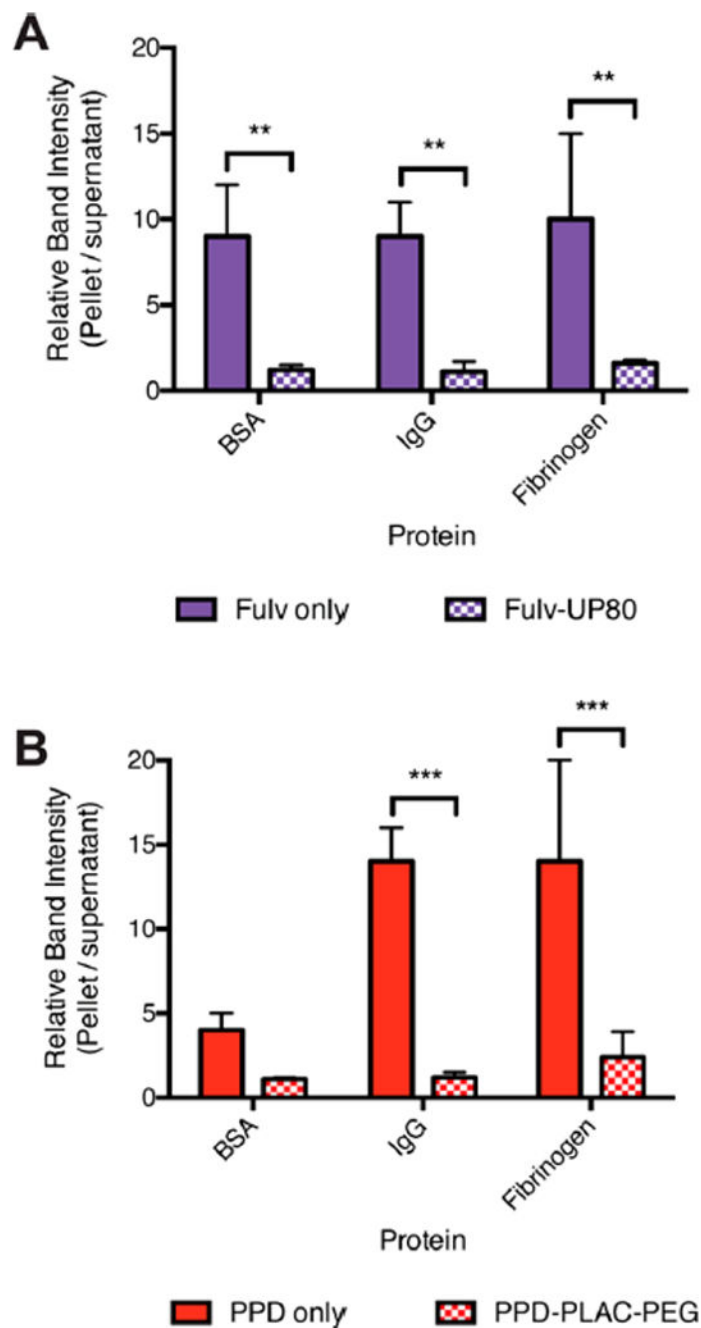 A
20
15
10
5
0
Relative Band Intensity
(Pellet / supernatant)
**
**
**
BSA
IgG
Fibrinogen
Protein
Fulv only
Fulv-UP80
B
20
15
10
5
0
Relative Band Intensity
(Pellet / supernatant)
***
***
BSA
IgG
Fibrinogen
Protein
PPD only
PPD-PLAC-PEG